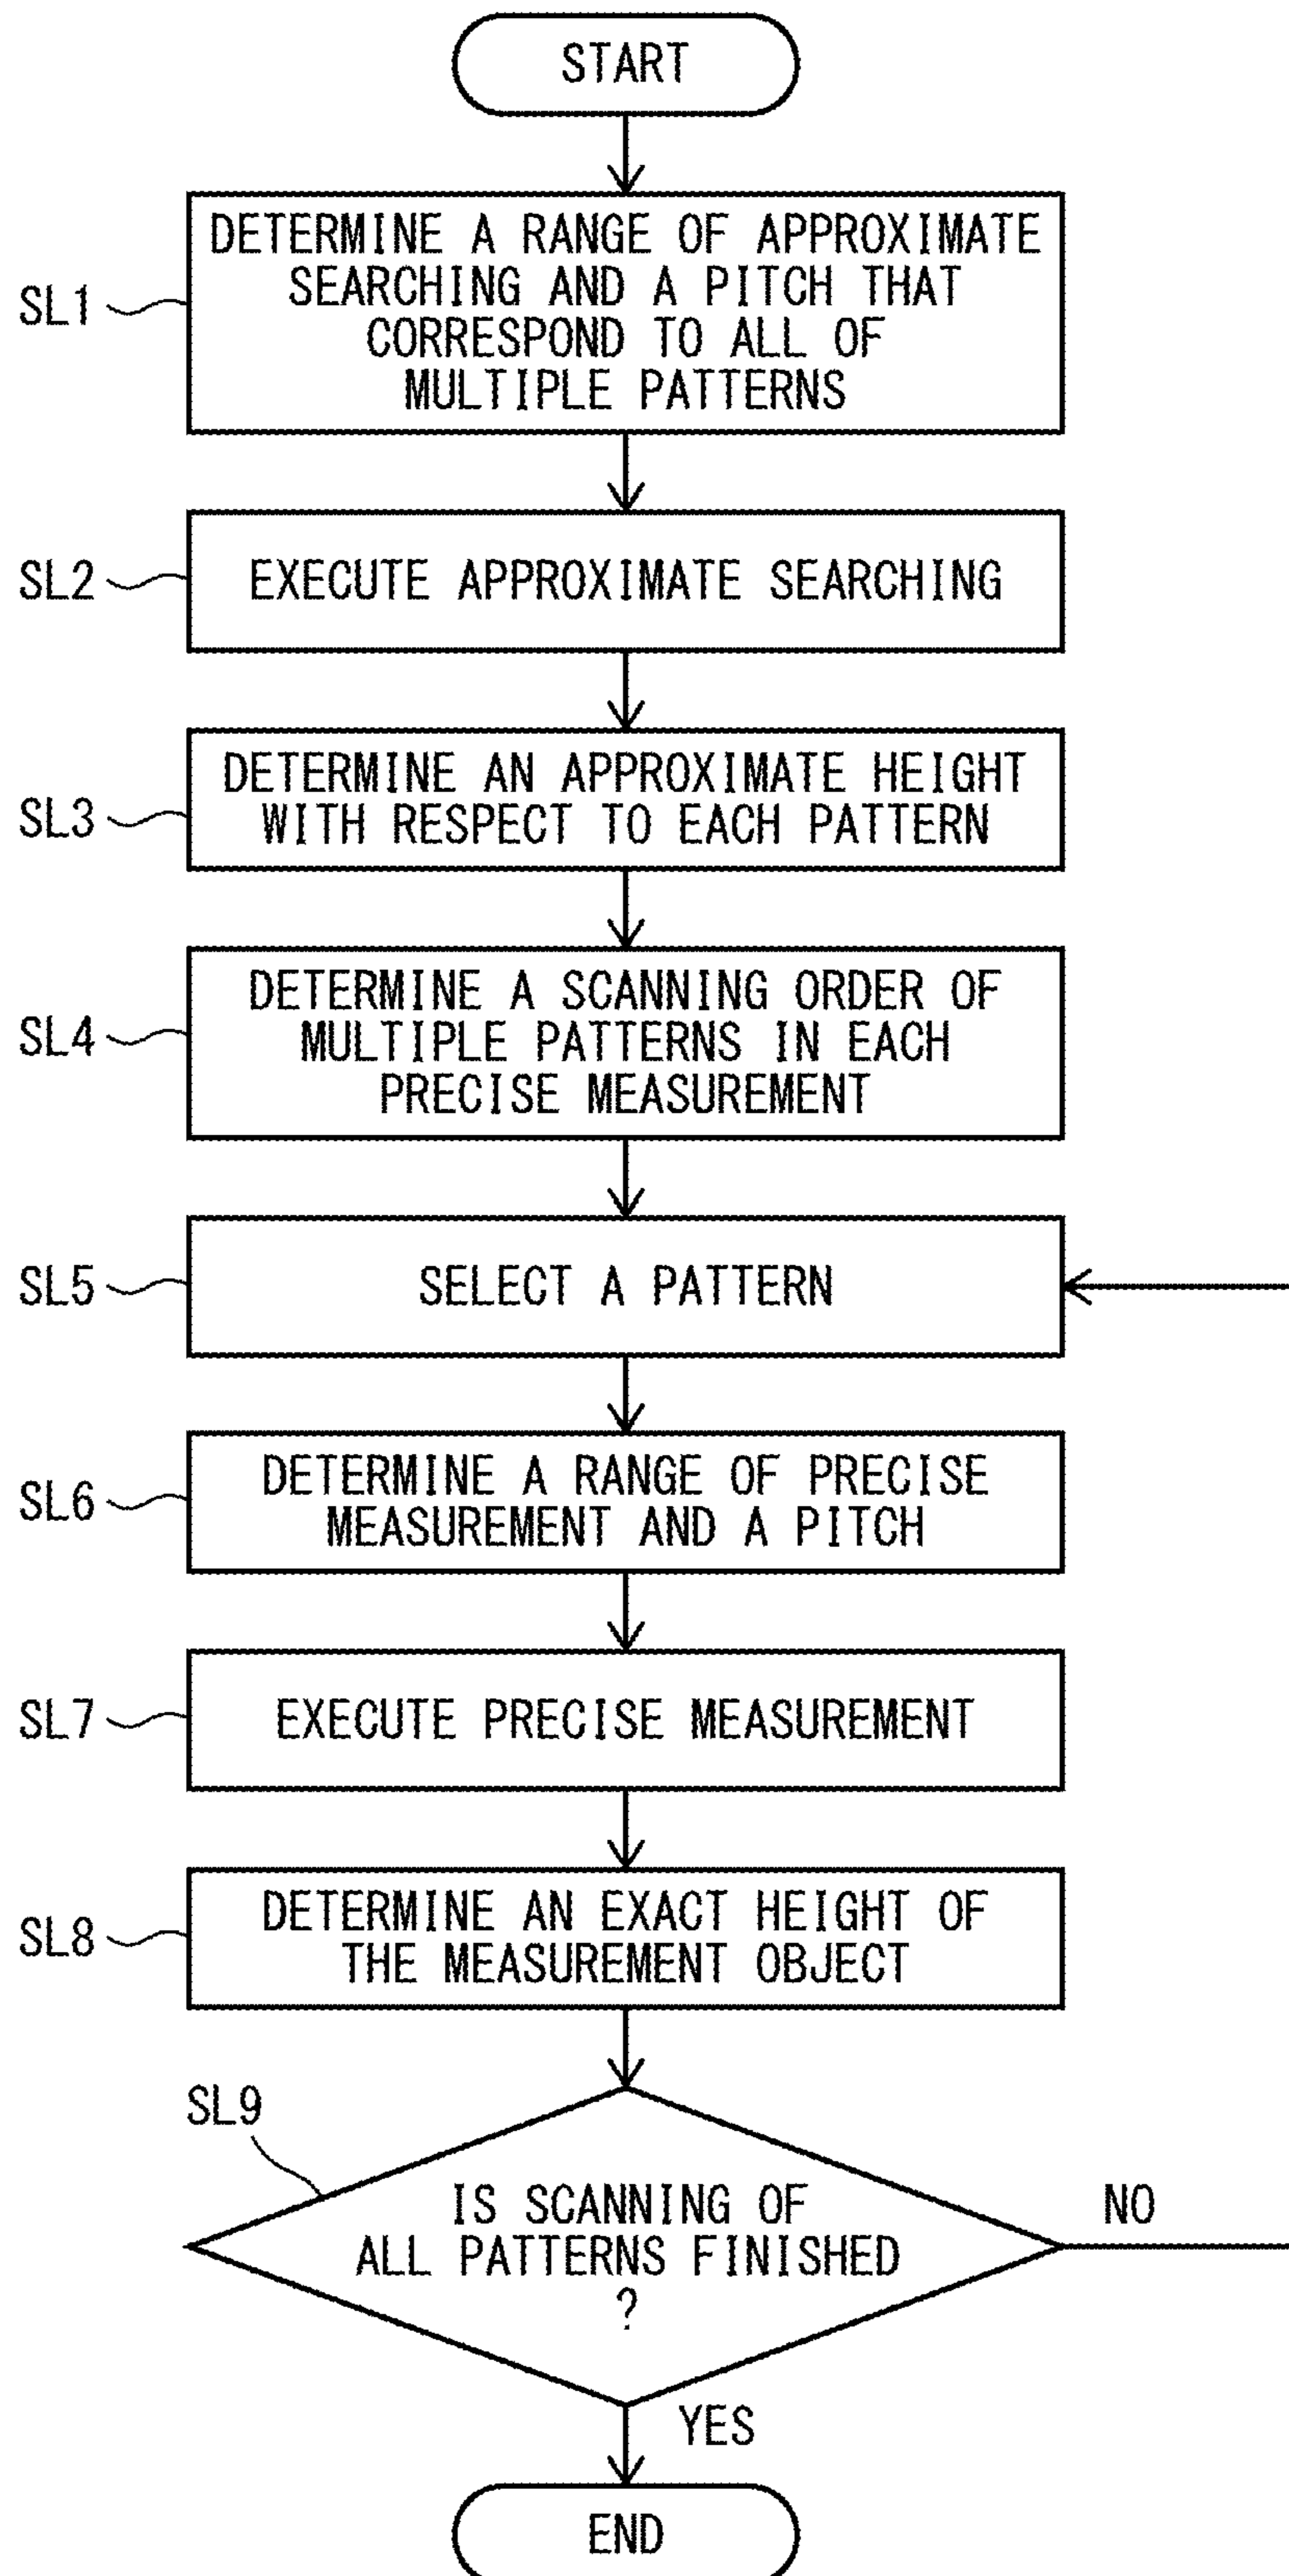 START
SL1
DETERMINE A RANGE OF APPROXIMATE
SEARCHING AND A PITCH THAT
CORRESPOND TO ALL OF
MULTIPLE PATTERNS
SL2
EXECUTE APPROXIMATE SEARCHING
SL3
DETERMINE AN APPROXIMATE HEIGHT
WITH RESPECT TO EACH PATTERN
SL4
DETERMINE A SCANNING ORDER OF
MULTIPLE PATTERNS IN EACH
PRECISE MEASUREMENT
SL5
SELECT A PATTERN
SL6
DETERMINE A RANGE OF PRECISE
MEASUREMENT AND A PITCH
SL7
EXECUTE PRECISE MEASUREMENT
SL8
DETERMINE AN EXACT HEIGHT OF
THE MEASUREMENT OBJECT
SL9
IS SCANNING OF
ALL PATTERNS FINISHED
?
NO
YES
END